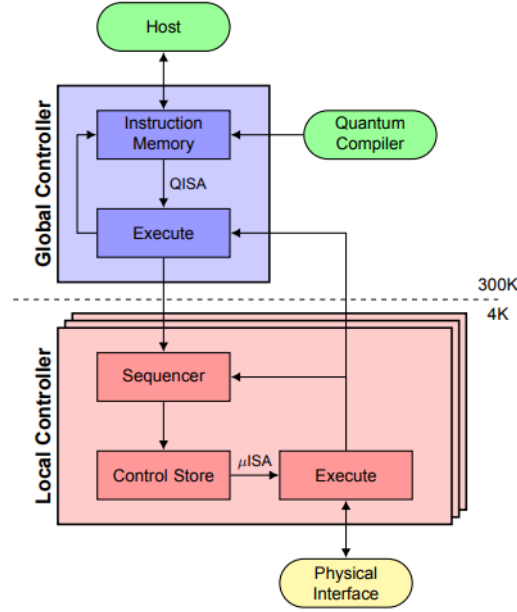 Host
Global Controller
Instruction
Memory
Quantum
Compiler
QISA
Execute
300K
4K
Local Controller
Sequencer
Control Store
μISA
Execute
Physical
Interface